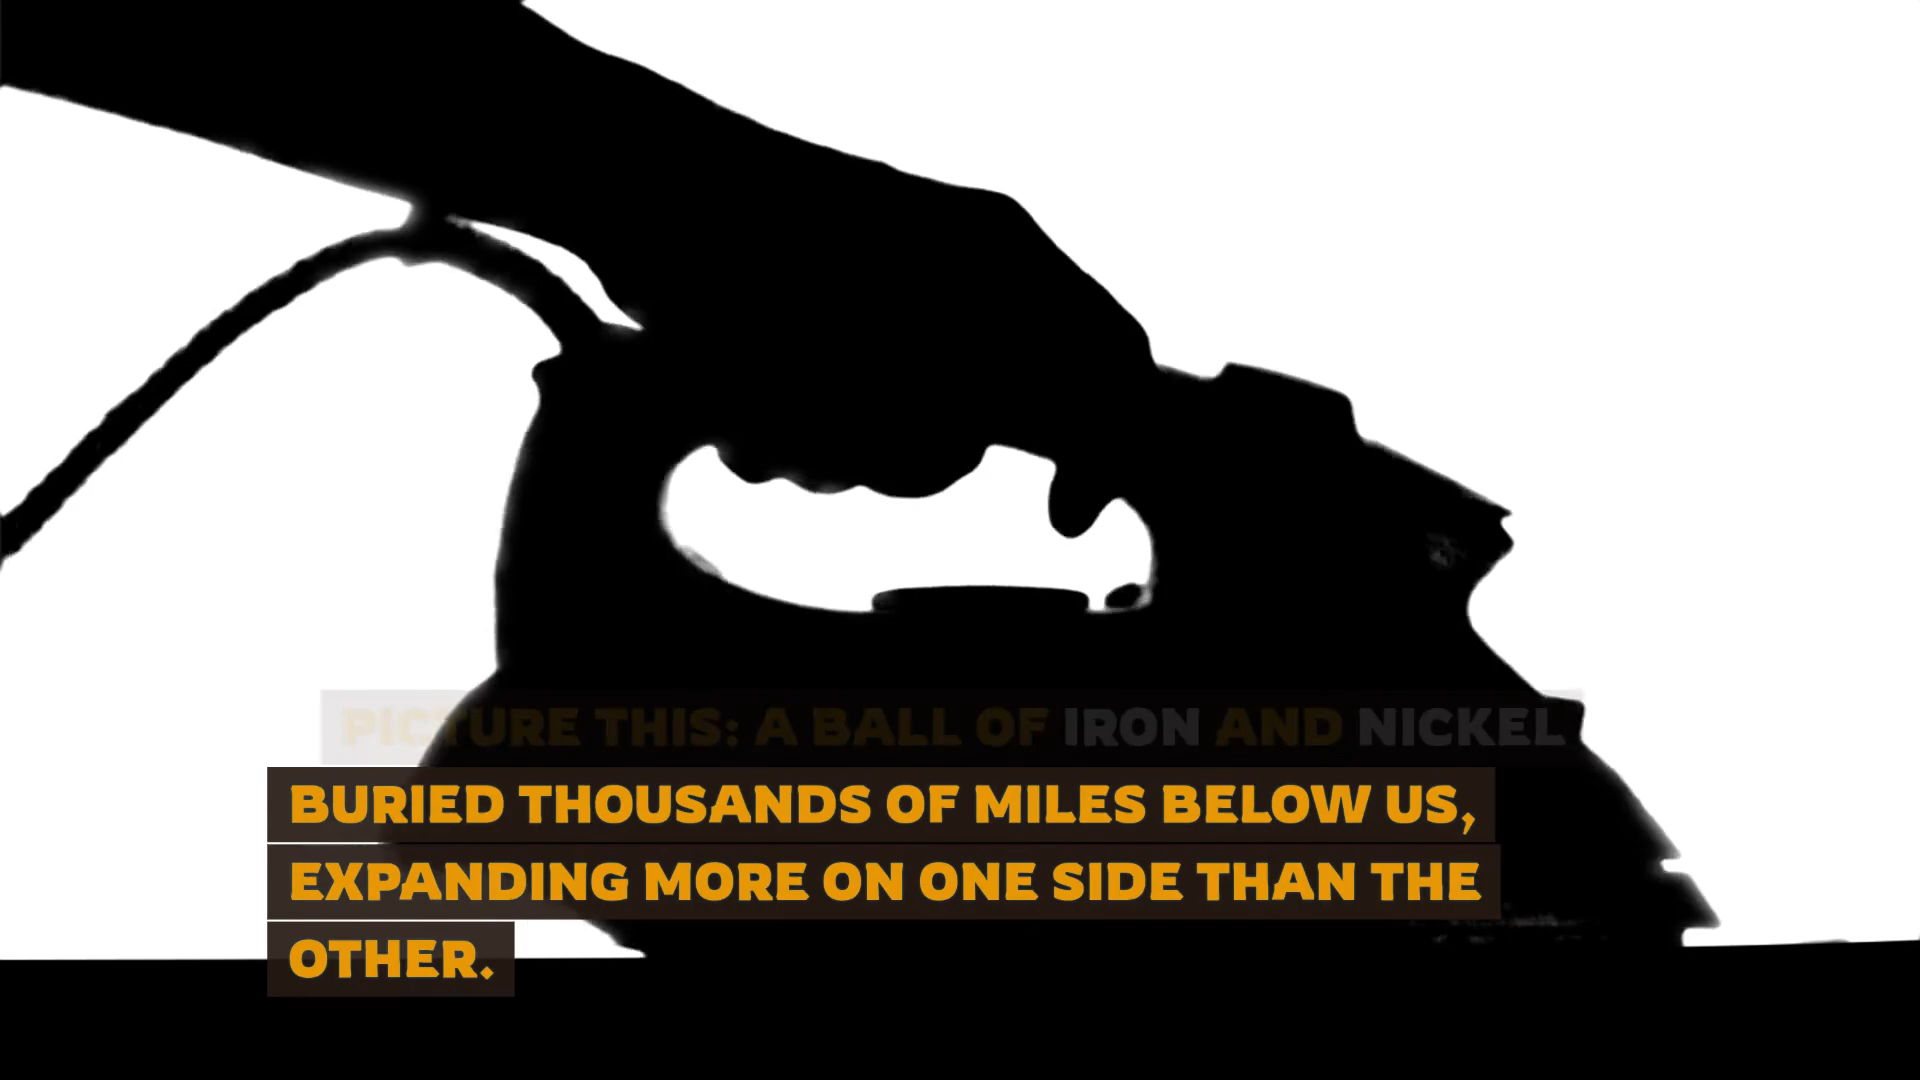 PICTURE THIS: A BALL OF IRON AND NICKEL
BURIED THOUSANDS OF MILES BELOW US,
EXPANDING MORE ON ONE SIDE THAN THE
OTHER.